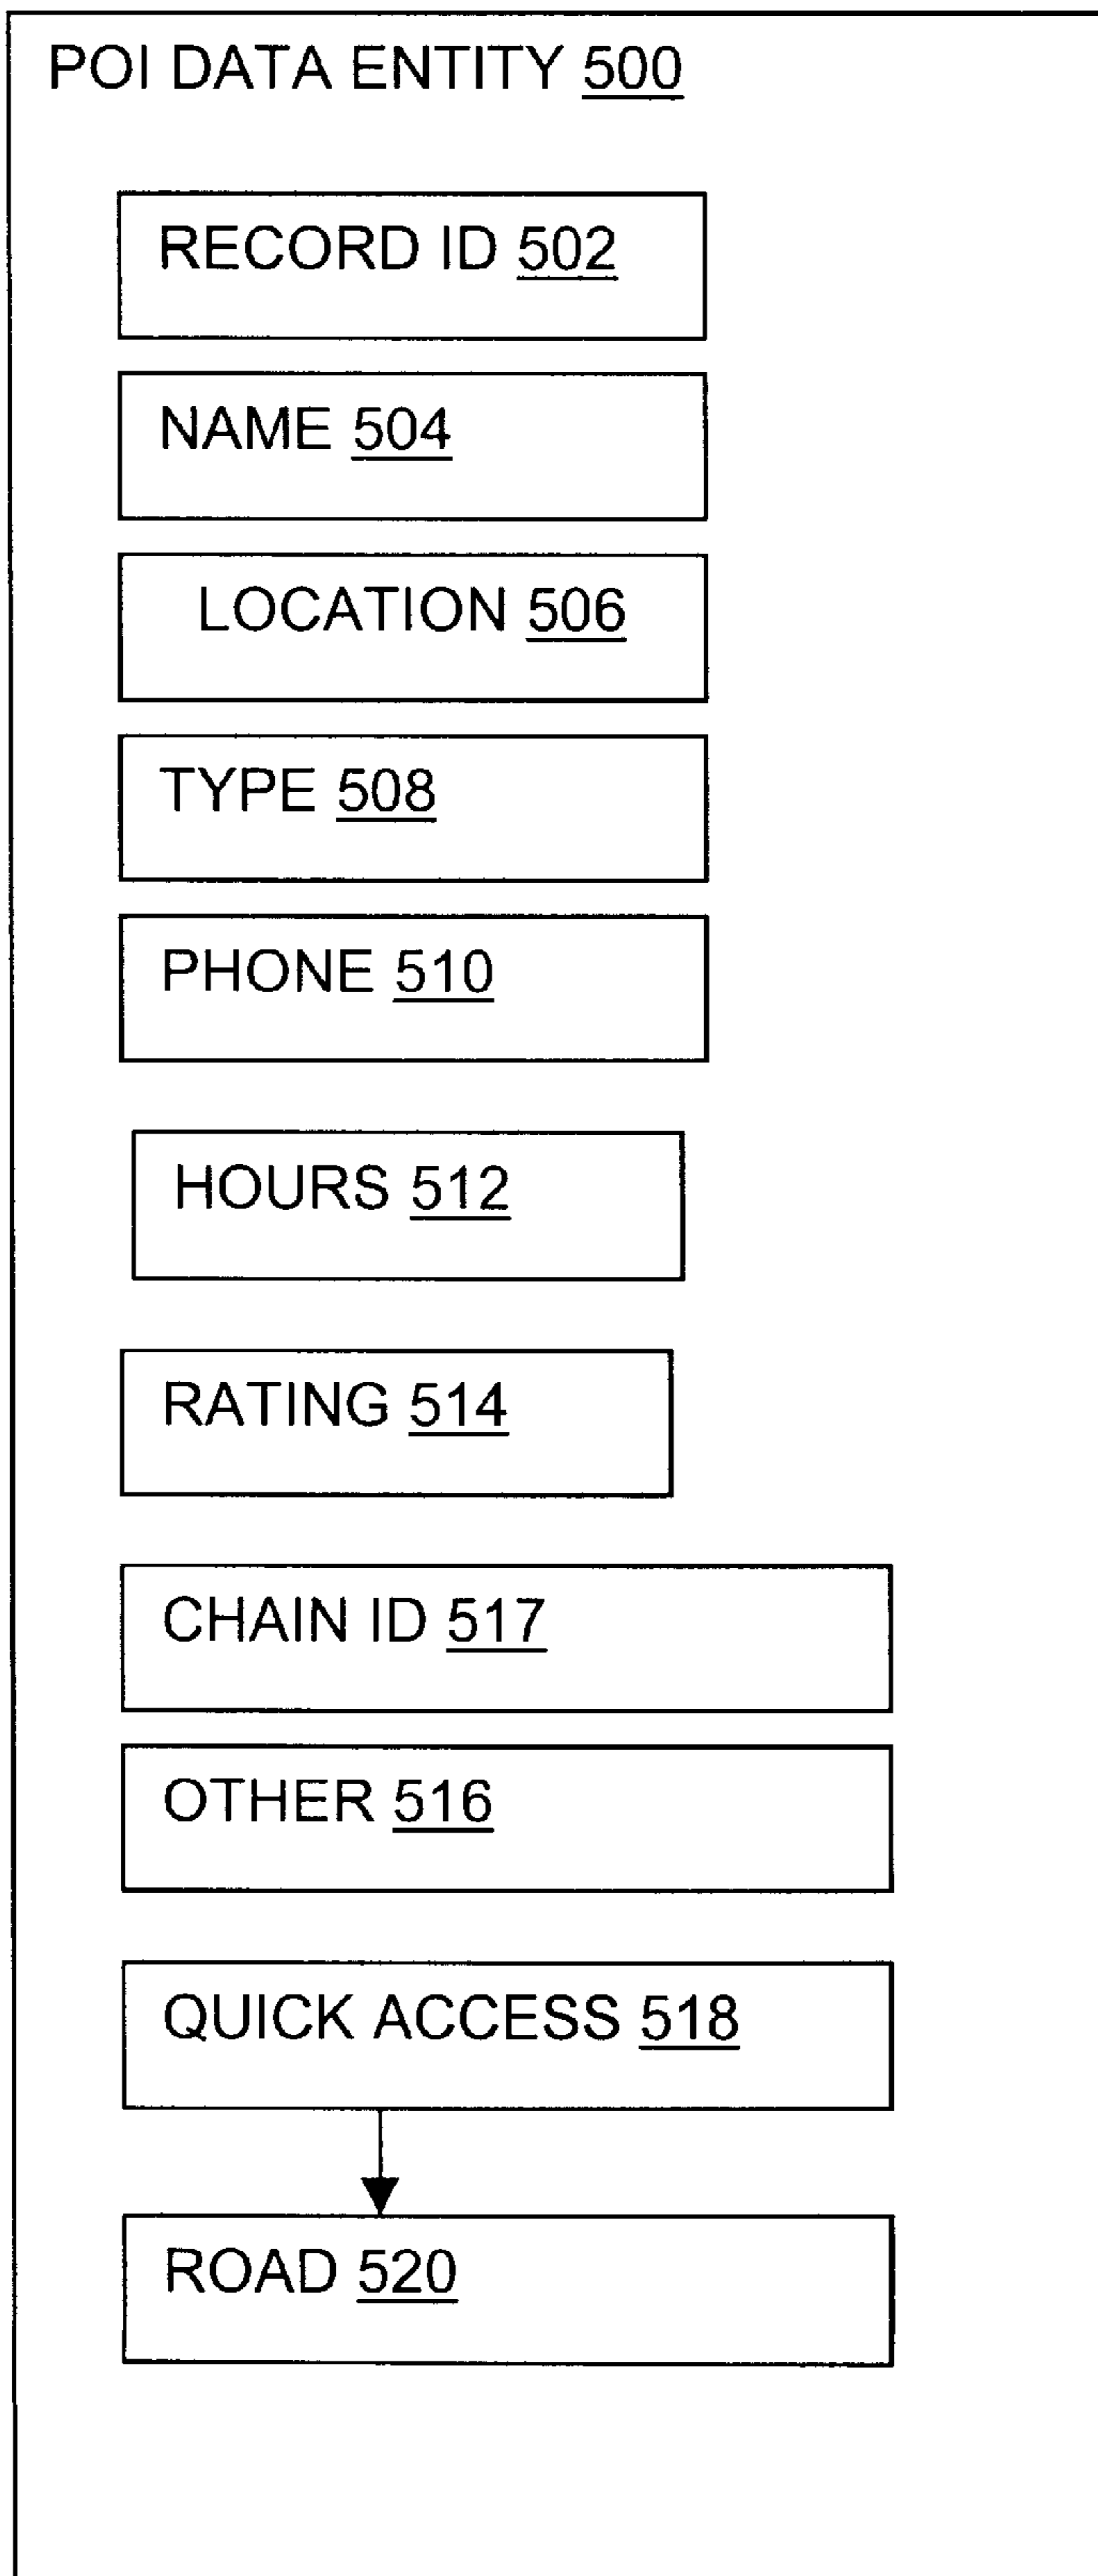 POI DATA ENTITY 500
RECORD ID 502
NAME 504
LOCATION 506
TYPE 508
PHONE 510
HOURS 512
RATING 514
CHAIN ID 517
OTHER 516
QUICK ACCESS 518
ROAD 520